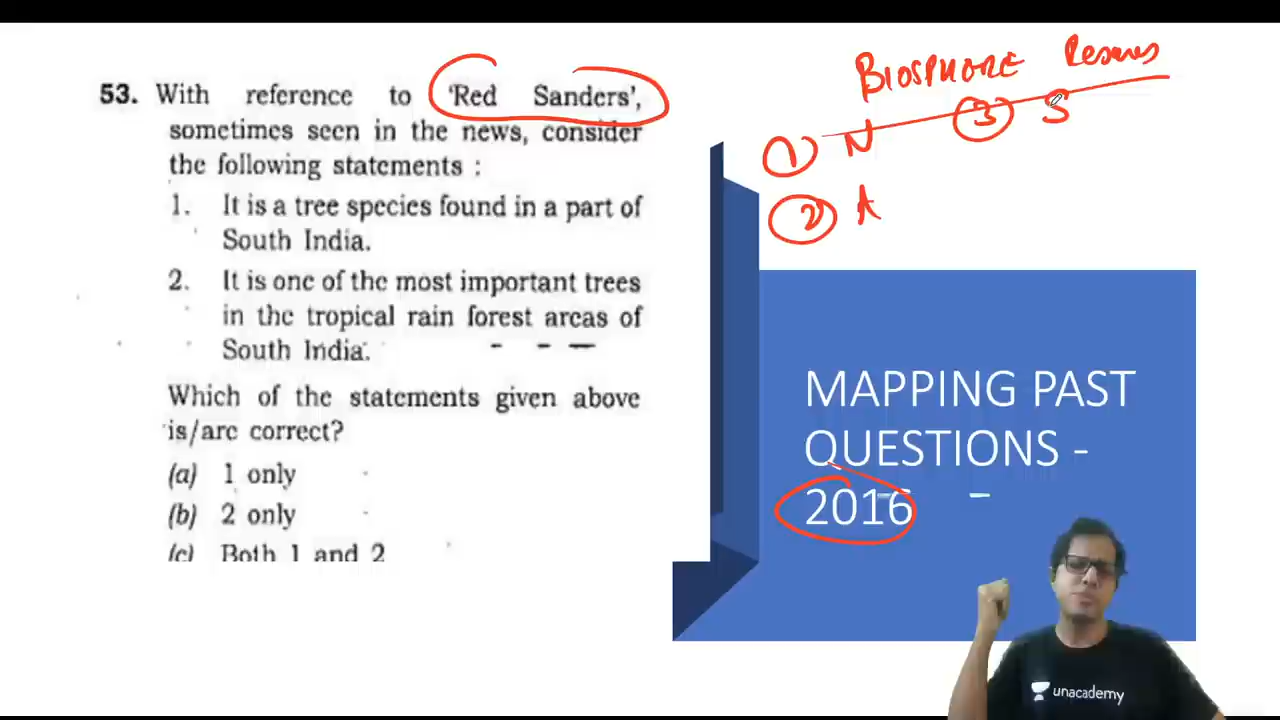 53. With reference to 'Red Sanders',
sometimes seen in the news, consider
the following statements :
1. It is a tree species found in a part of
South India.
2. It is one of the most important trees
in the tropical rain forest areas of
South India.
Which of the statements given above
is/are correct?
(a) 1 only
(b) 2 only
(c) Both 1 and 2
BIOSPHORE Reserves
1 N 3 S
2 A
MAPPING PAST
QUESTIONS -
2016
unacademy